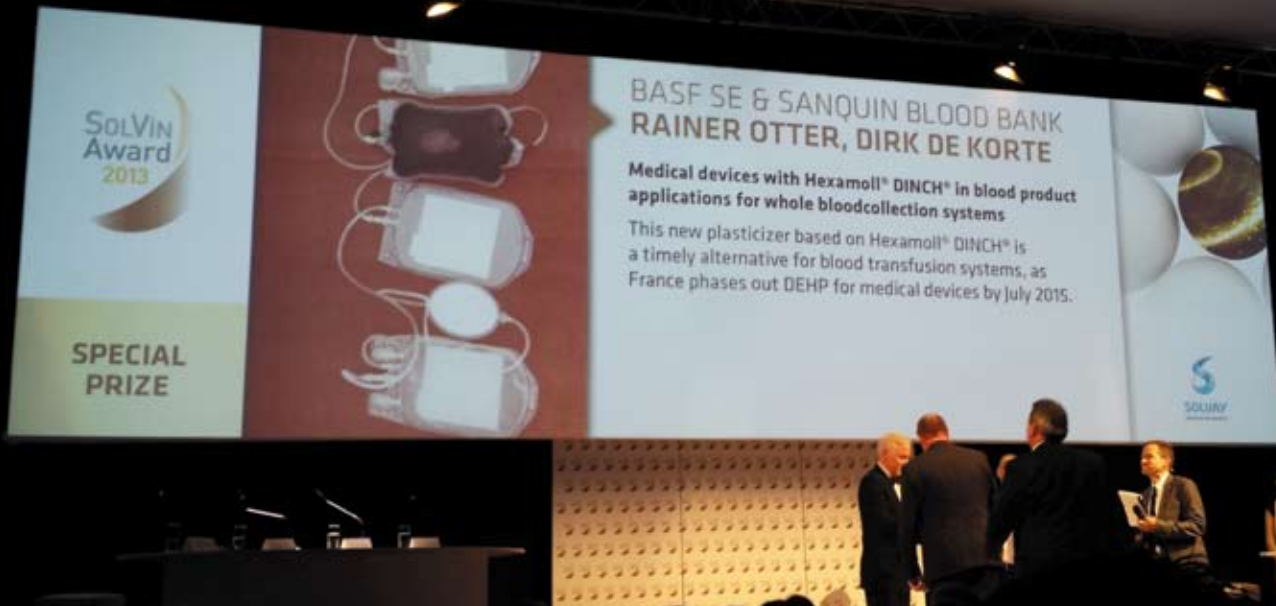 SOLVIN
Award
2013
SPECIAL
PRIZE
BASF SE & SANQUIN BLOOD BANK
RAINER OTTER, DIRK DE KORTE
Medical devices with Hexamoll® DINCH® in blood product
applications for whole bloodcollection systems
This new plasticizer based on Hexamoll® DINCH® is
a timely alternative for blood transfusion systems, as
France phases out DEHP for medical devices by July 2015.
SOLVAY